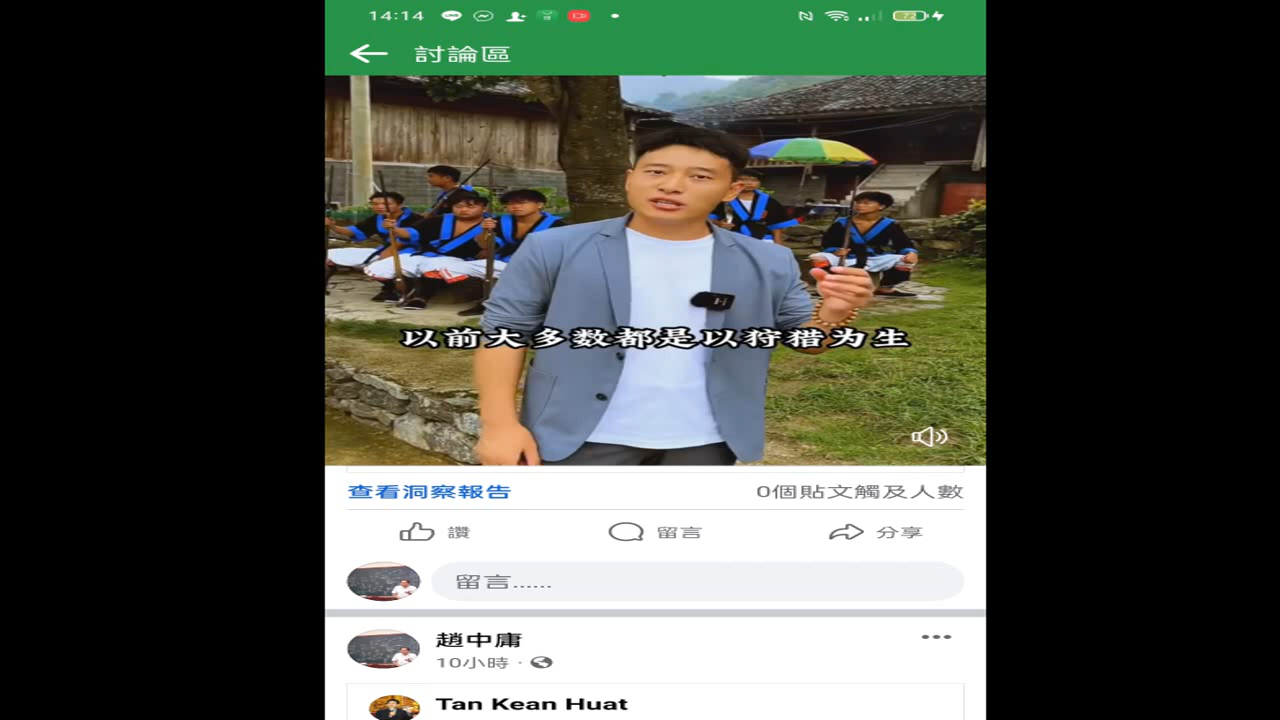 14:14
72
討論區
以前大多数都是以狩猎为生
查看洞察報告
0個貼文觸及人數
讚
留言
分享
留言......
趙中庸
10小時 ·
Tan Kean Huat